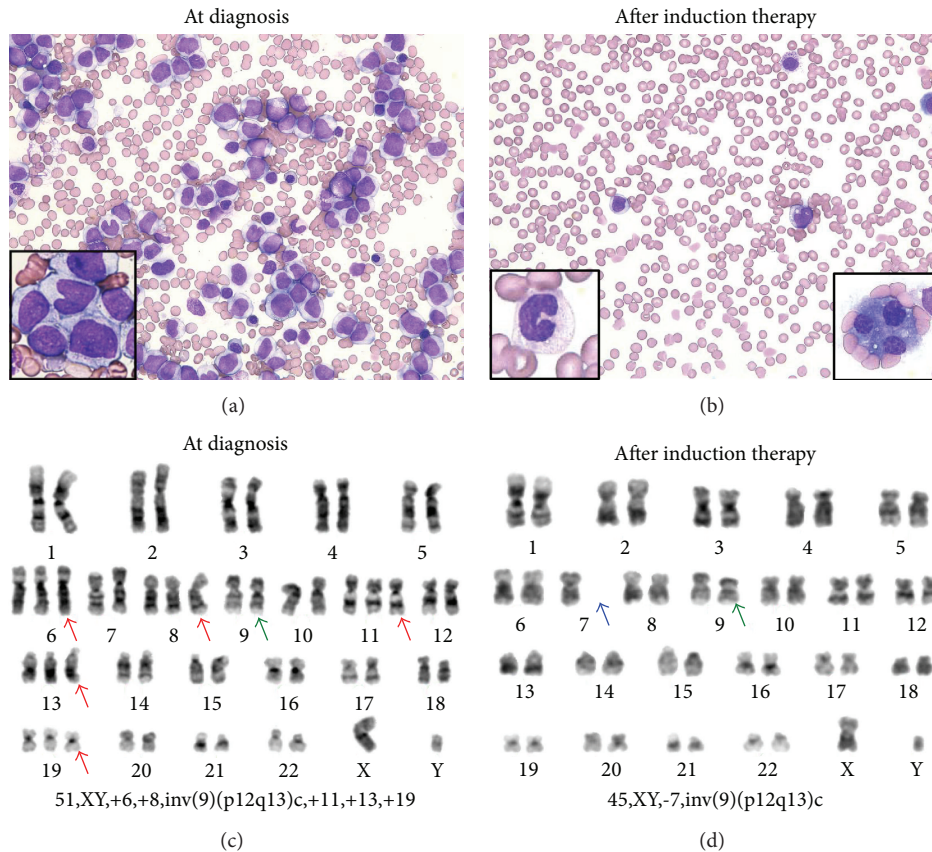 At diagnosis
After induction therapy
(a)
(b)
At diagnosis
After induction therapy
1 2 3 4 5
6 7 8 9 10 11 12
13 14 15 16 17 18
19 20 21 22 X Y
51,XY,+6,+8,inv(9)(p12q13)c,+11,+13,+19
1 2 3 4 5
6 7 8 9 10 11 12
13 14 15 16 17 18
19 20 21 22 X Y
45,XY,-7,inv(9)(p12q13)c
(c)
(d)